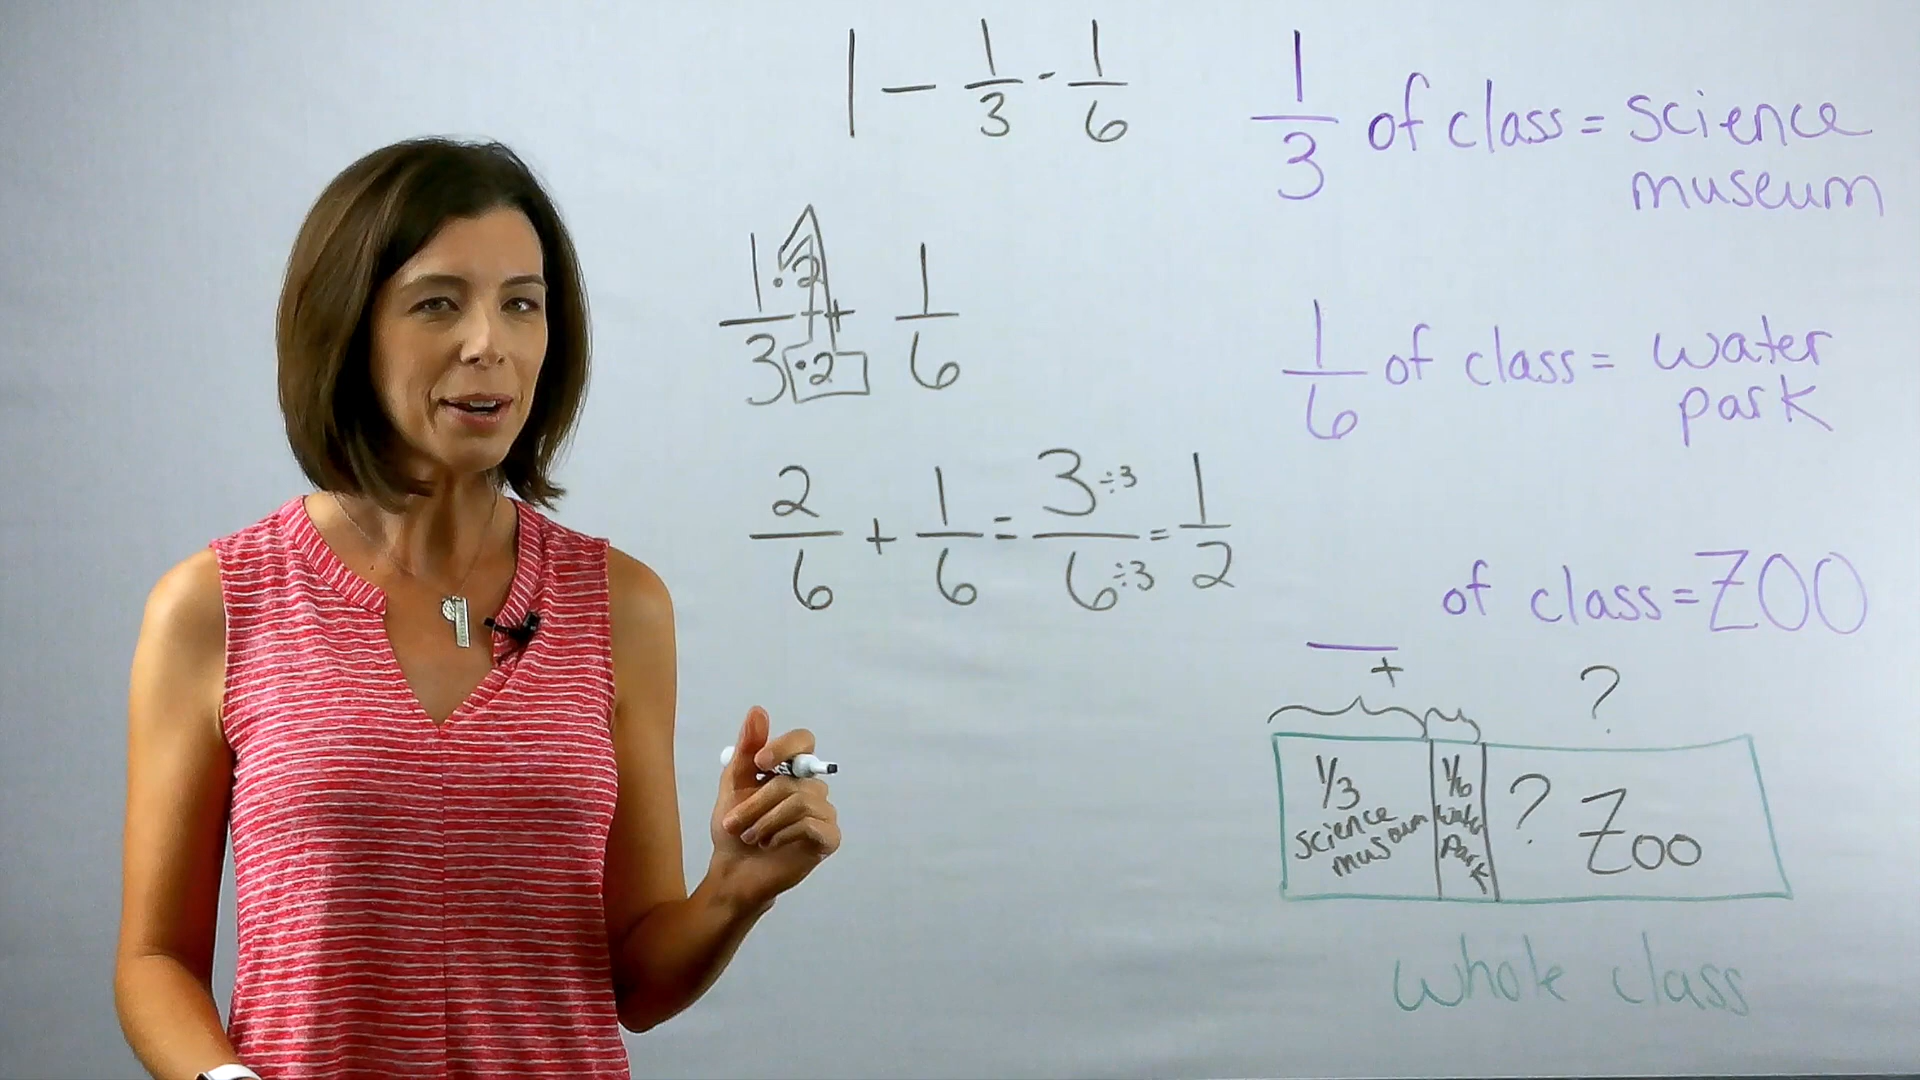 1 − 1/3 - 1/6
1·2/3·2 + 1/6
2/6 + 1/6 = 3÷3/6÷3 = 1/2
1/3 of class = science
museum
1/6 of class = water
park
__ of class = ZOO
+
?
1/3
science
museum
1/6
water
park
? Zoo
whole class